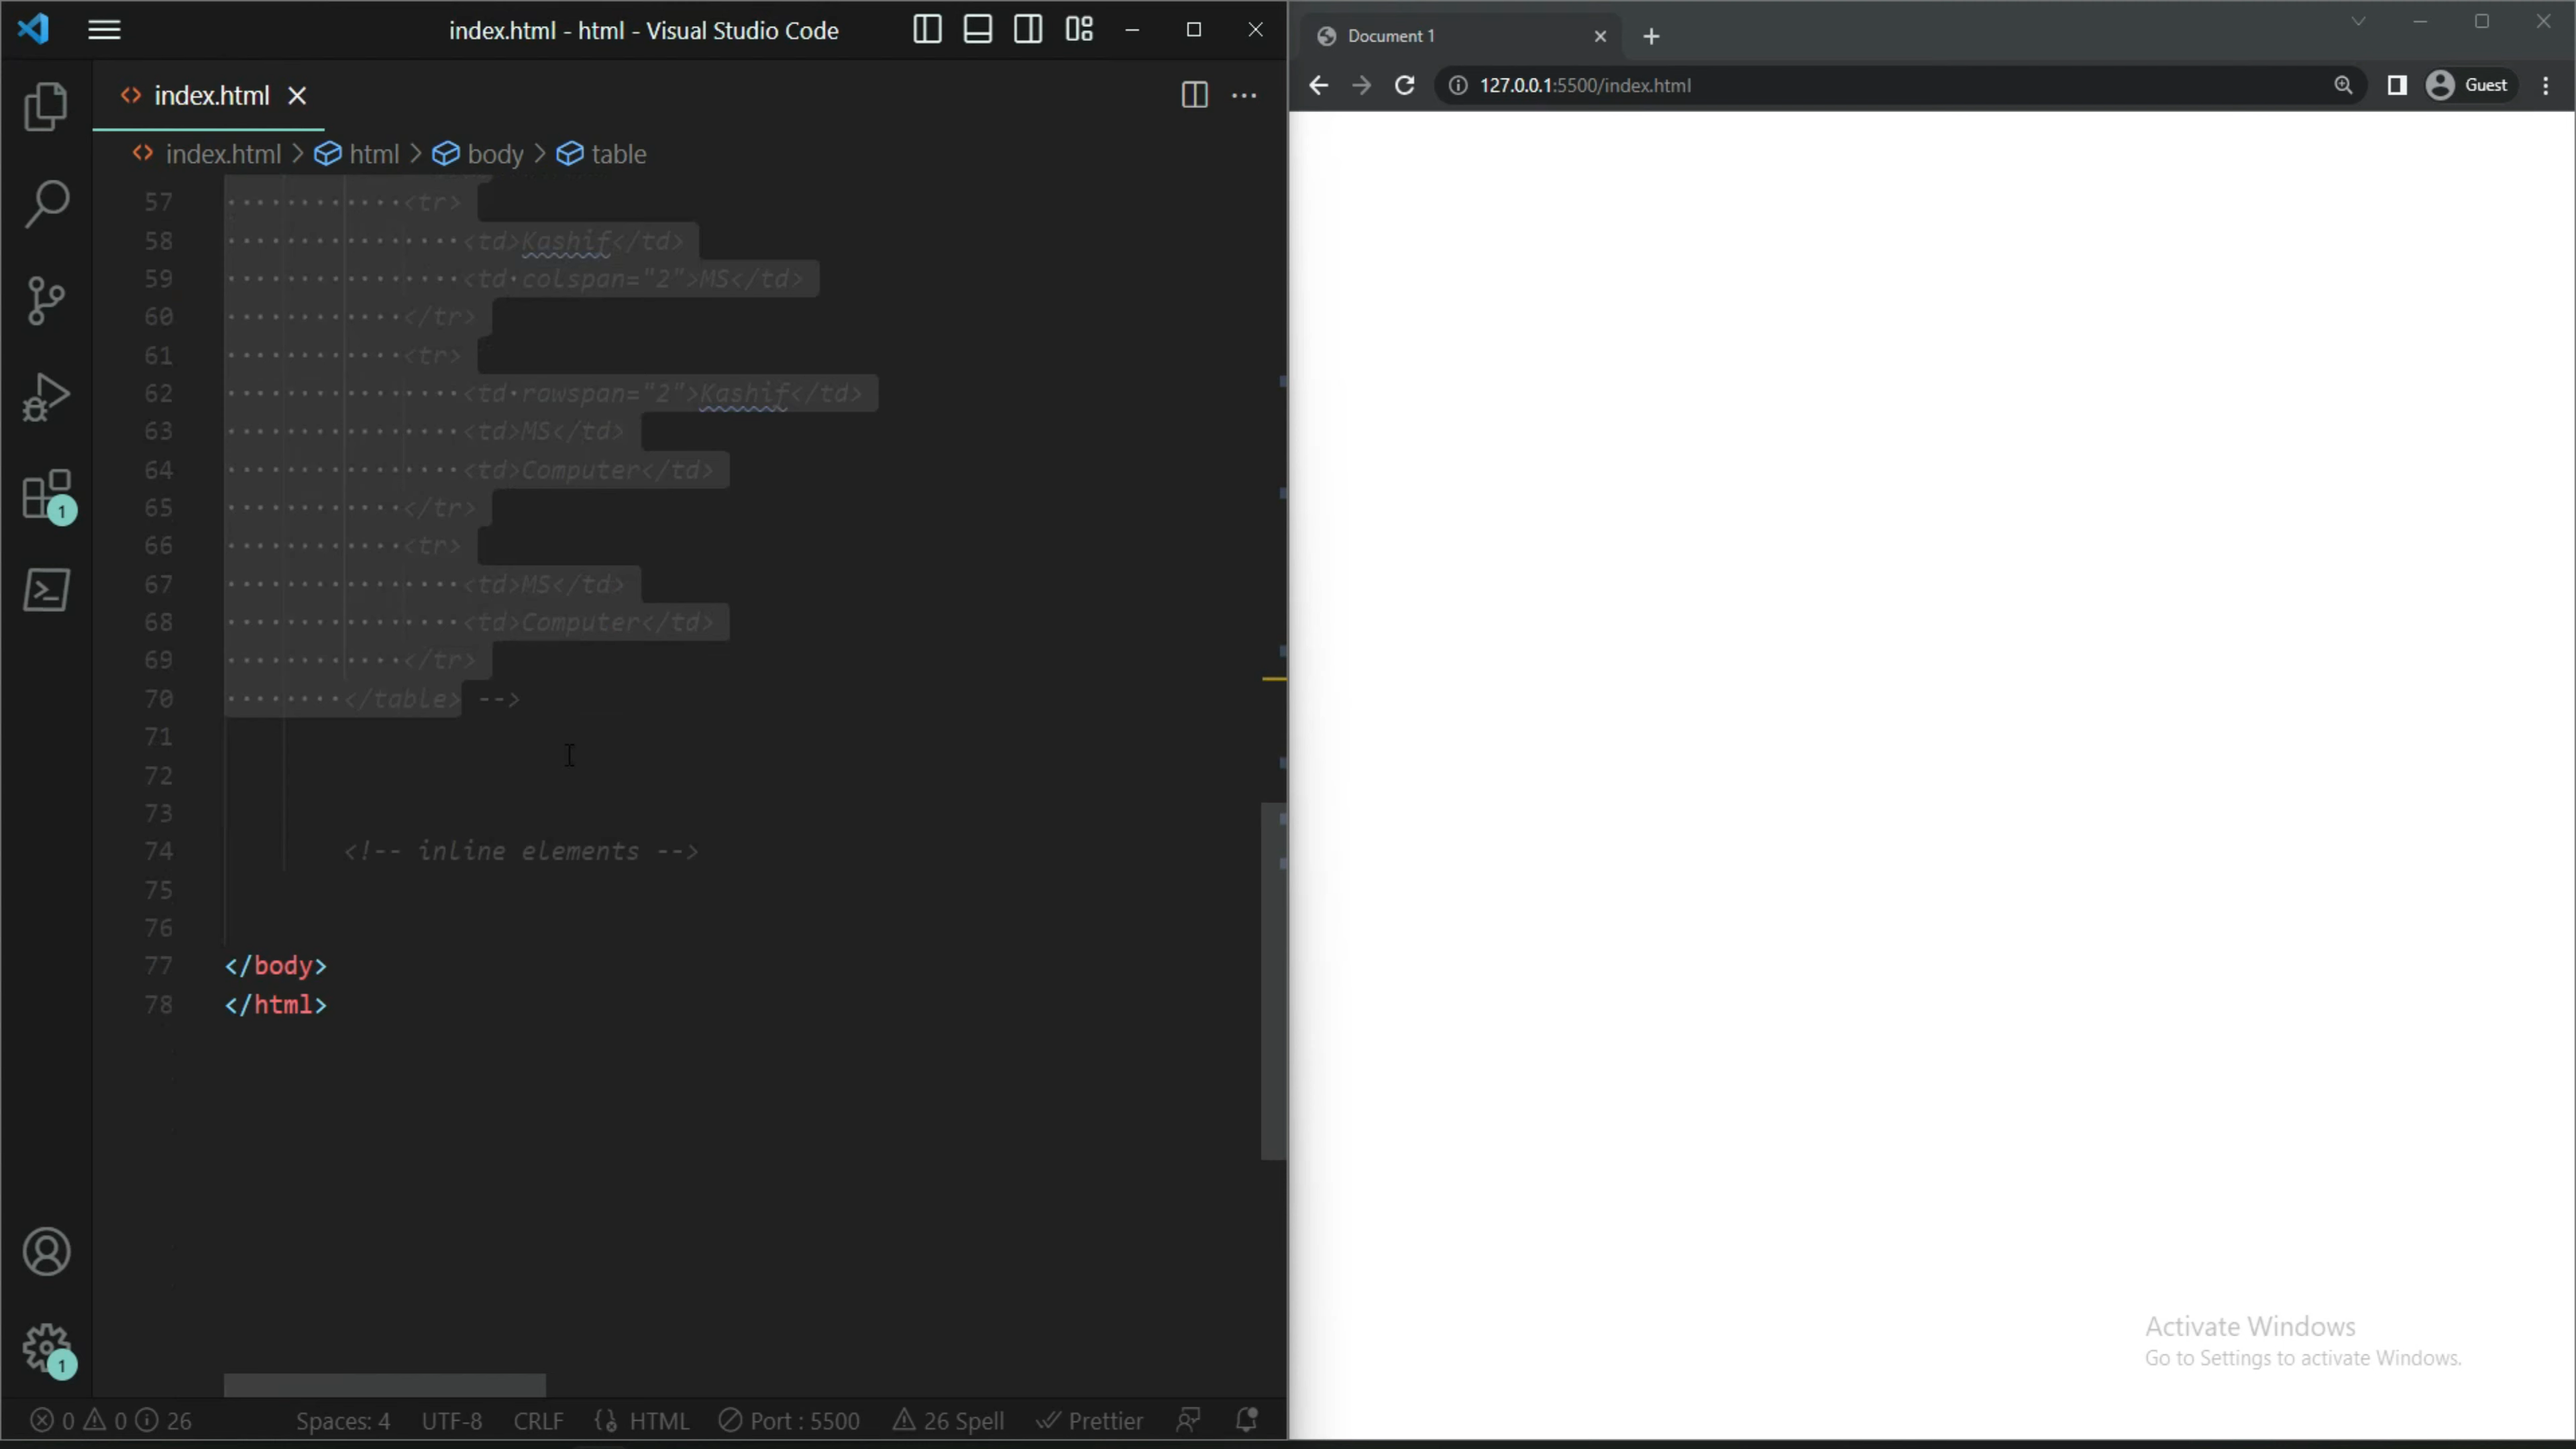 index.html - html - Visual Studio Code
index.html
index.html > html > body > table
57 <tr>
58 <td>Kashif</td>
59 <td colspan="2">MS</td>
60 </tr>
61 <tr>
62 <td rowspan="2">Kashif</td>
63 <td>MS</td>
64 <td>Computer</td>
65 </tr>
66 <tr>
67 <td>MS</td>
68 <td>Computer</td>
69 </tr>
70 </table> -->
71
72
73
74 <!-- inline elements -->
75
76
77 </body>
78 </html>
1
1
0 0 26 Spaces: 4 UTF-8 CRLF HTML Port : 5500 26 Spell Prettier
Document 1
127.0.0.1:5500/index.html Guest
Activate Windows
Go to Settings to activate Windows.